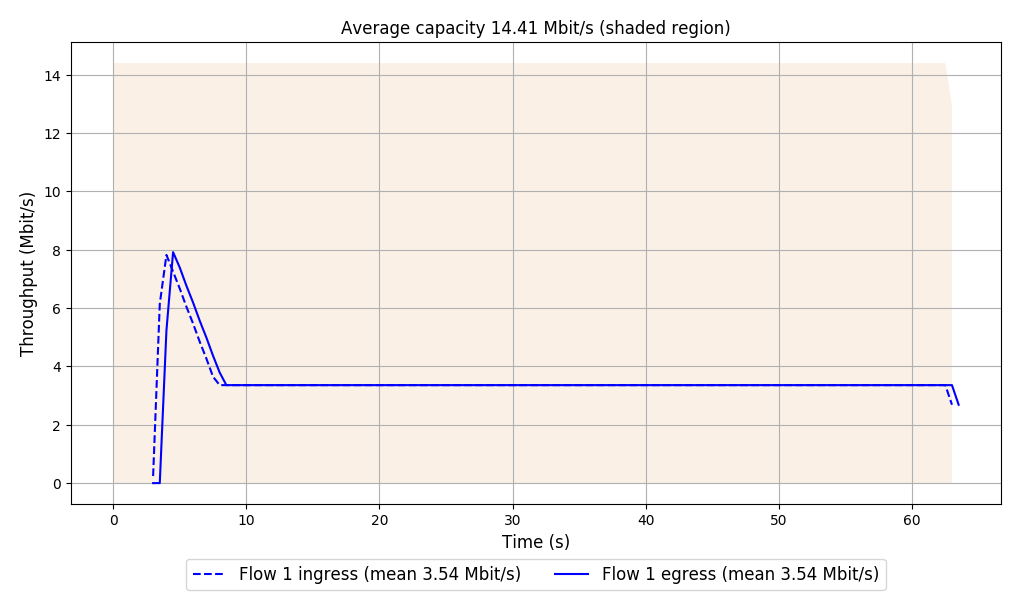 Average capacity 14.41 Mbit/s (shaded region)
Throughput (Mbit/s)
14
12
10
8
6
4
2
0
0 10 20 30 40 50 60
Time (s)
Flow 1 ingress (mean 3.54 Mbit/s) Flow 1 egress (mean 3.54 Mbit/s)